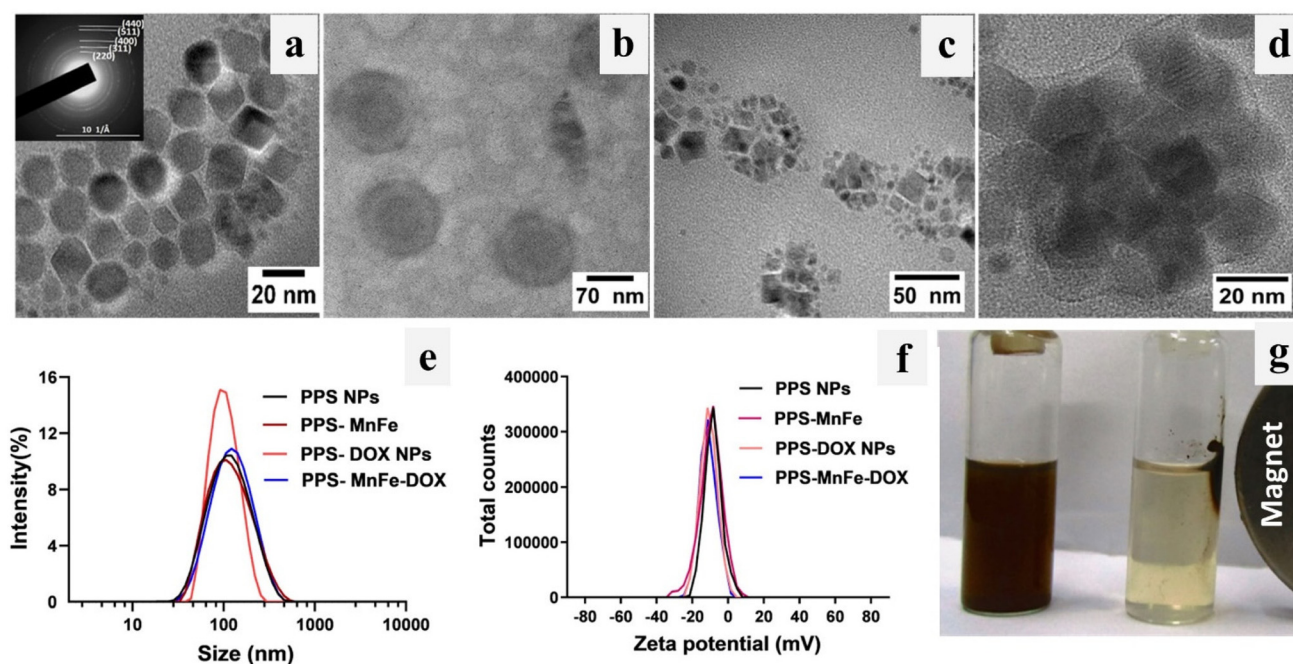 (440)
(511)
(400)
(311)
(220)
10 1/Å
a
20 nm
b
70 nm
c
50 nm
d
20 nm
e
16
12
8
4
0
10
100
1000
10000
Intensity(%)
Size (nm)
PPS NPs
PPS- MnFe
PPS- DOX NPs
PPS- MnFe-DOX
f
400000
300000
200000
100000
0
-80
-60
-40
-20
0
20
40
60
80
Total counts
Zeta potential (mV)
PPS NPs
PPS-MnFe
PPS-DOX NPs
PPS-MnFe-DOX
g
Magnet